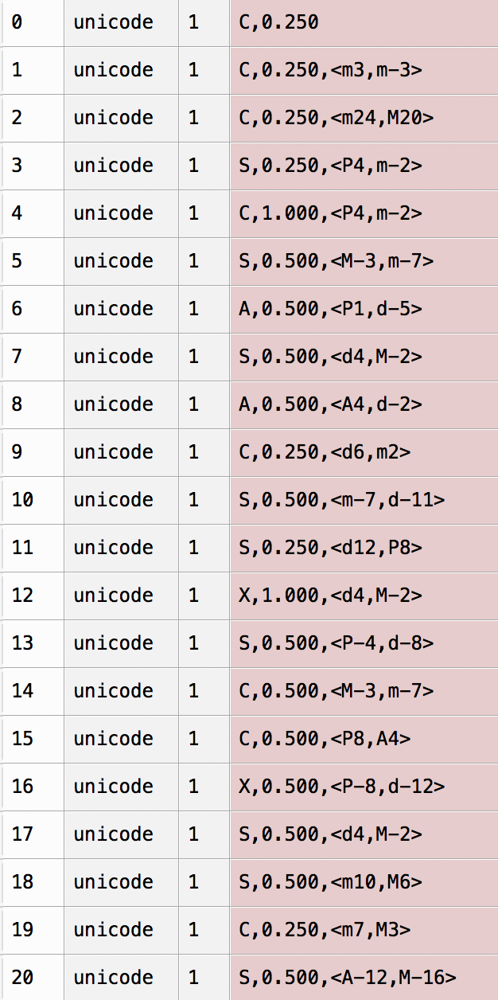 0 unicode 1 C,0.250
1 unicode 1 C,0.250,<m3,m-3>
2 unicode 1 C,0.250,<m24,M20>
3 unicode 1 S,0.250,<P4,m-2>
4 unicode 1 C,1.000,<P4,m-2>
5 unicode 1 S,0.500,<M-3,m-7>
6 unicode 1 A,0.500,<P1,d-5>
7 unicode 1 S,0.500,<d4,M-2>
8 unicode 1 A,0.500,<A4,d-2>
9 unicode 1 C,0.250,<d6,m2>
10 unicode 1 S,0.500,<m-7,d-11>
11 unicode 1 S,0.250,<d12,P8>
12 unicode 1 X,1.000,<d4,M-2>
13 unicode 1 S,0.500,<P-4,d-8>
14 unicode 1 C,0.500,<M-3,m-7>
15 unicode 1 C,0.500,<P8,A4>
16 unicode 1 X,0.500,<P-8,d-12>
17 unicode 1 S,0.500,<d4,M-2>
18 unicode 1 S,0.500,<m10,M6>
19 unicode 1 C,0.250,<m7,M3>
20 unicode 1 S,0.500,<A-12,M-16>